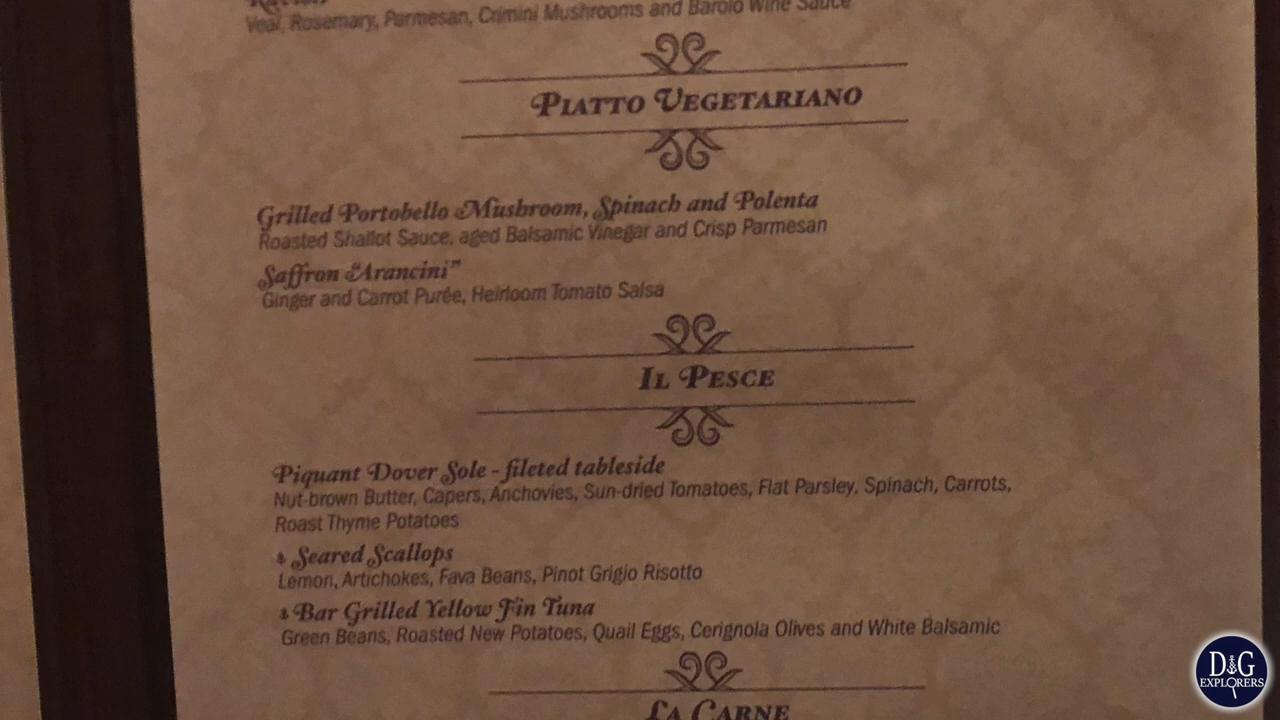 Ravioli
Veal, Rosemary, Parmesan, Crimini Mushrooms and Barolo Wine Sauce
Piatto Vegetariano
Grilled Portobello Mushroom, Spinach and Polenta
Roasted Shallot Sauce, aged Balsamic Vinegar and Crisp Parmesan
Saffron “Arancini”
Ginger and Carrot Purée, Heirloom Tomato Salsa
Il Pesce
Piquant Dover Sole - fileted tableside
Nut-brown Butter, Capers, Anchovies, Sun-dried Tomatoes, Flat Parsley, Spinach, Carrots,
Roast Thyme Potatoes
Seared Scallops
Lemon, Artichokes, Fava Beans, Pinot Grigio Risotto
Bar Grilled Yellow Fin Tuna
Green Beans, Roasted New Potatoes, Quail Eggs, Cerignola Olives and White Balsamic
La Carne
D G
EXPLORERS